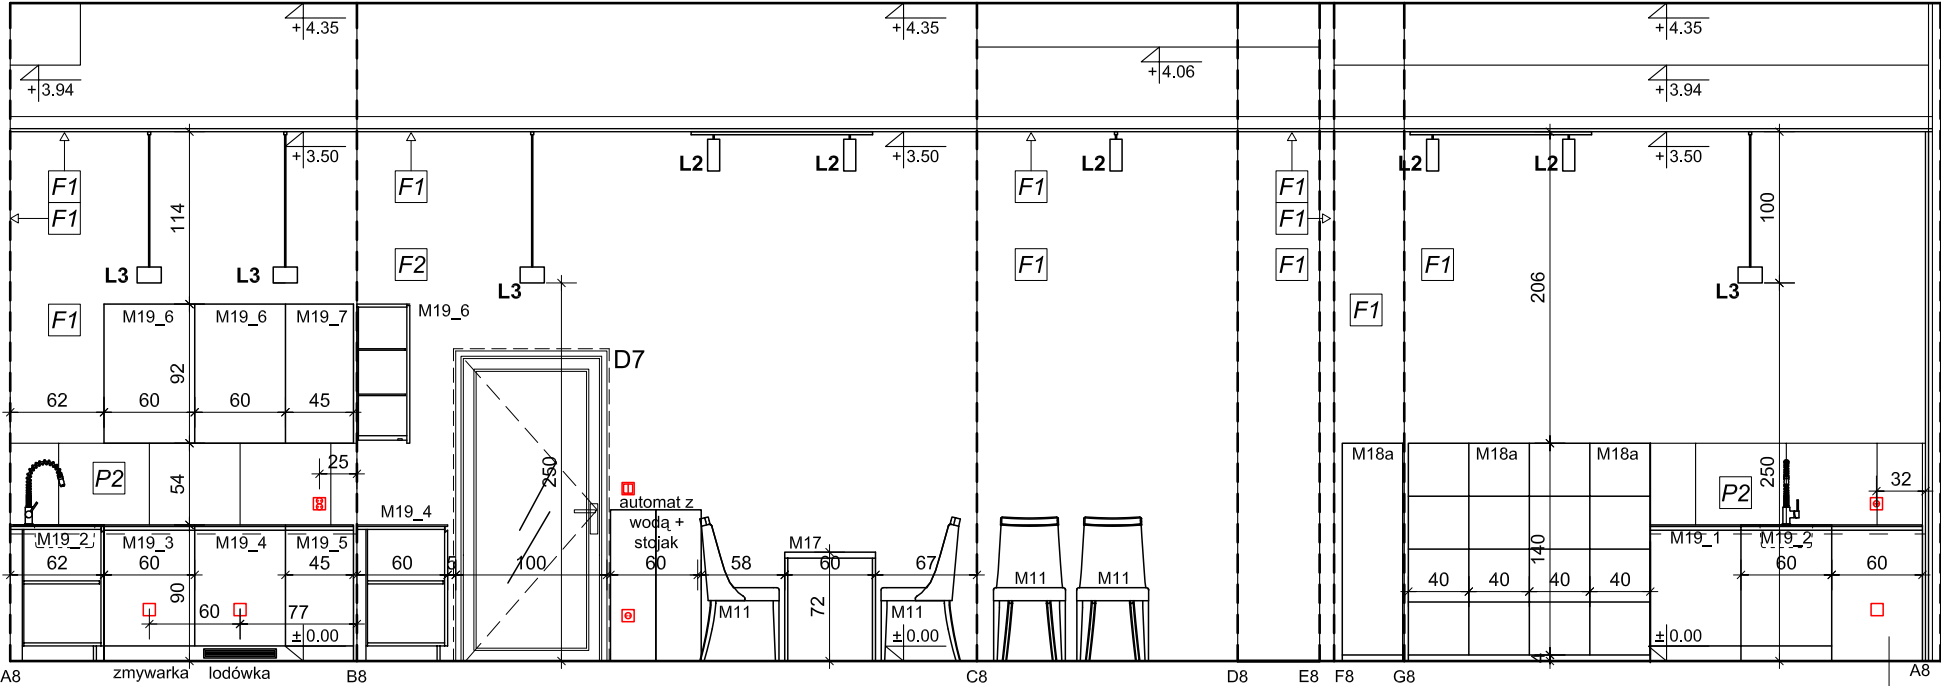 +4.35
+4.35
+4.35
+4.06
+3.94
+3.94
+3.50
+3.50
+3.50
L2
L2
L2
L2
L2
F1
F2
F1
F1
F1
F1
F1
114
100
L3
L3
F2
F1
F1
F1
L3
L3
206
F1
F1
M19_6
M19_6
M19_7
M19_6
D7
92
62
60
60
45
M18a
M18a
M18a
25
P2
54
250
250
32
P2
automat z
wodą +
stojak
M19_4
M19_2
M19_3
M19_4
M19_5
M17
M19_1
M19_2
140
62
60
45
60
5
100
60
58
60
67
60
60
90
M11
M11
40
40
40
40
60
77
72
M11
M11
±0.00
±0.00
±0.00
4
A8
zmywarka
lodówka
B8
C8
D8
E8
F8
G8
A8